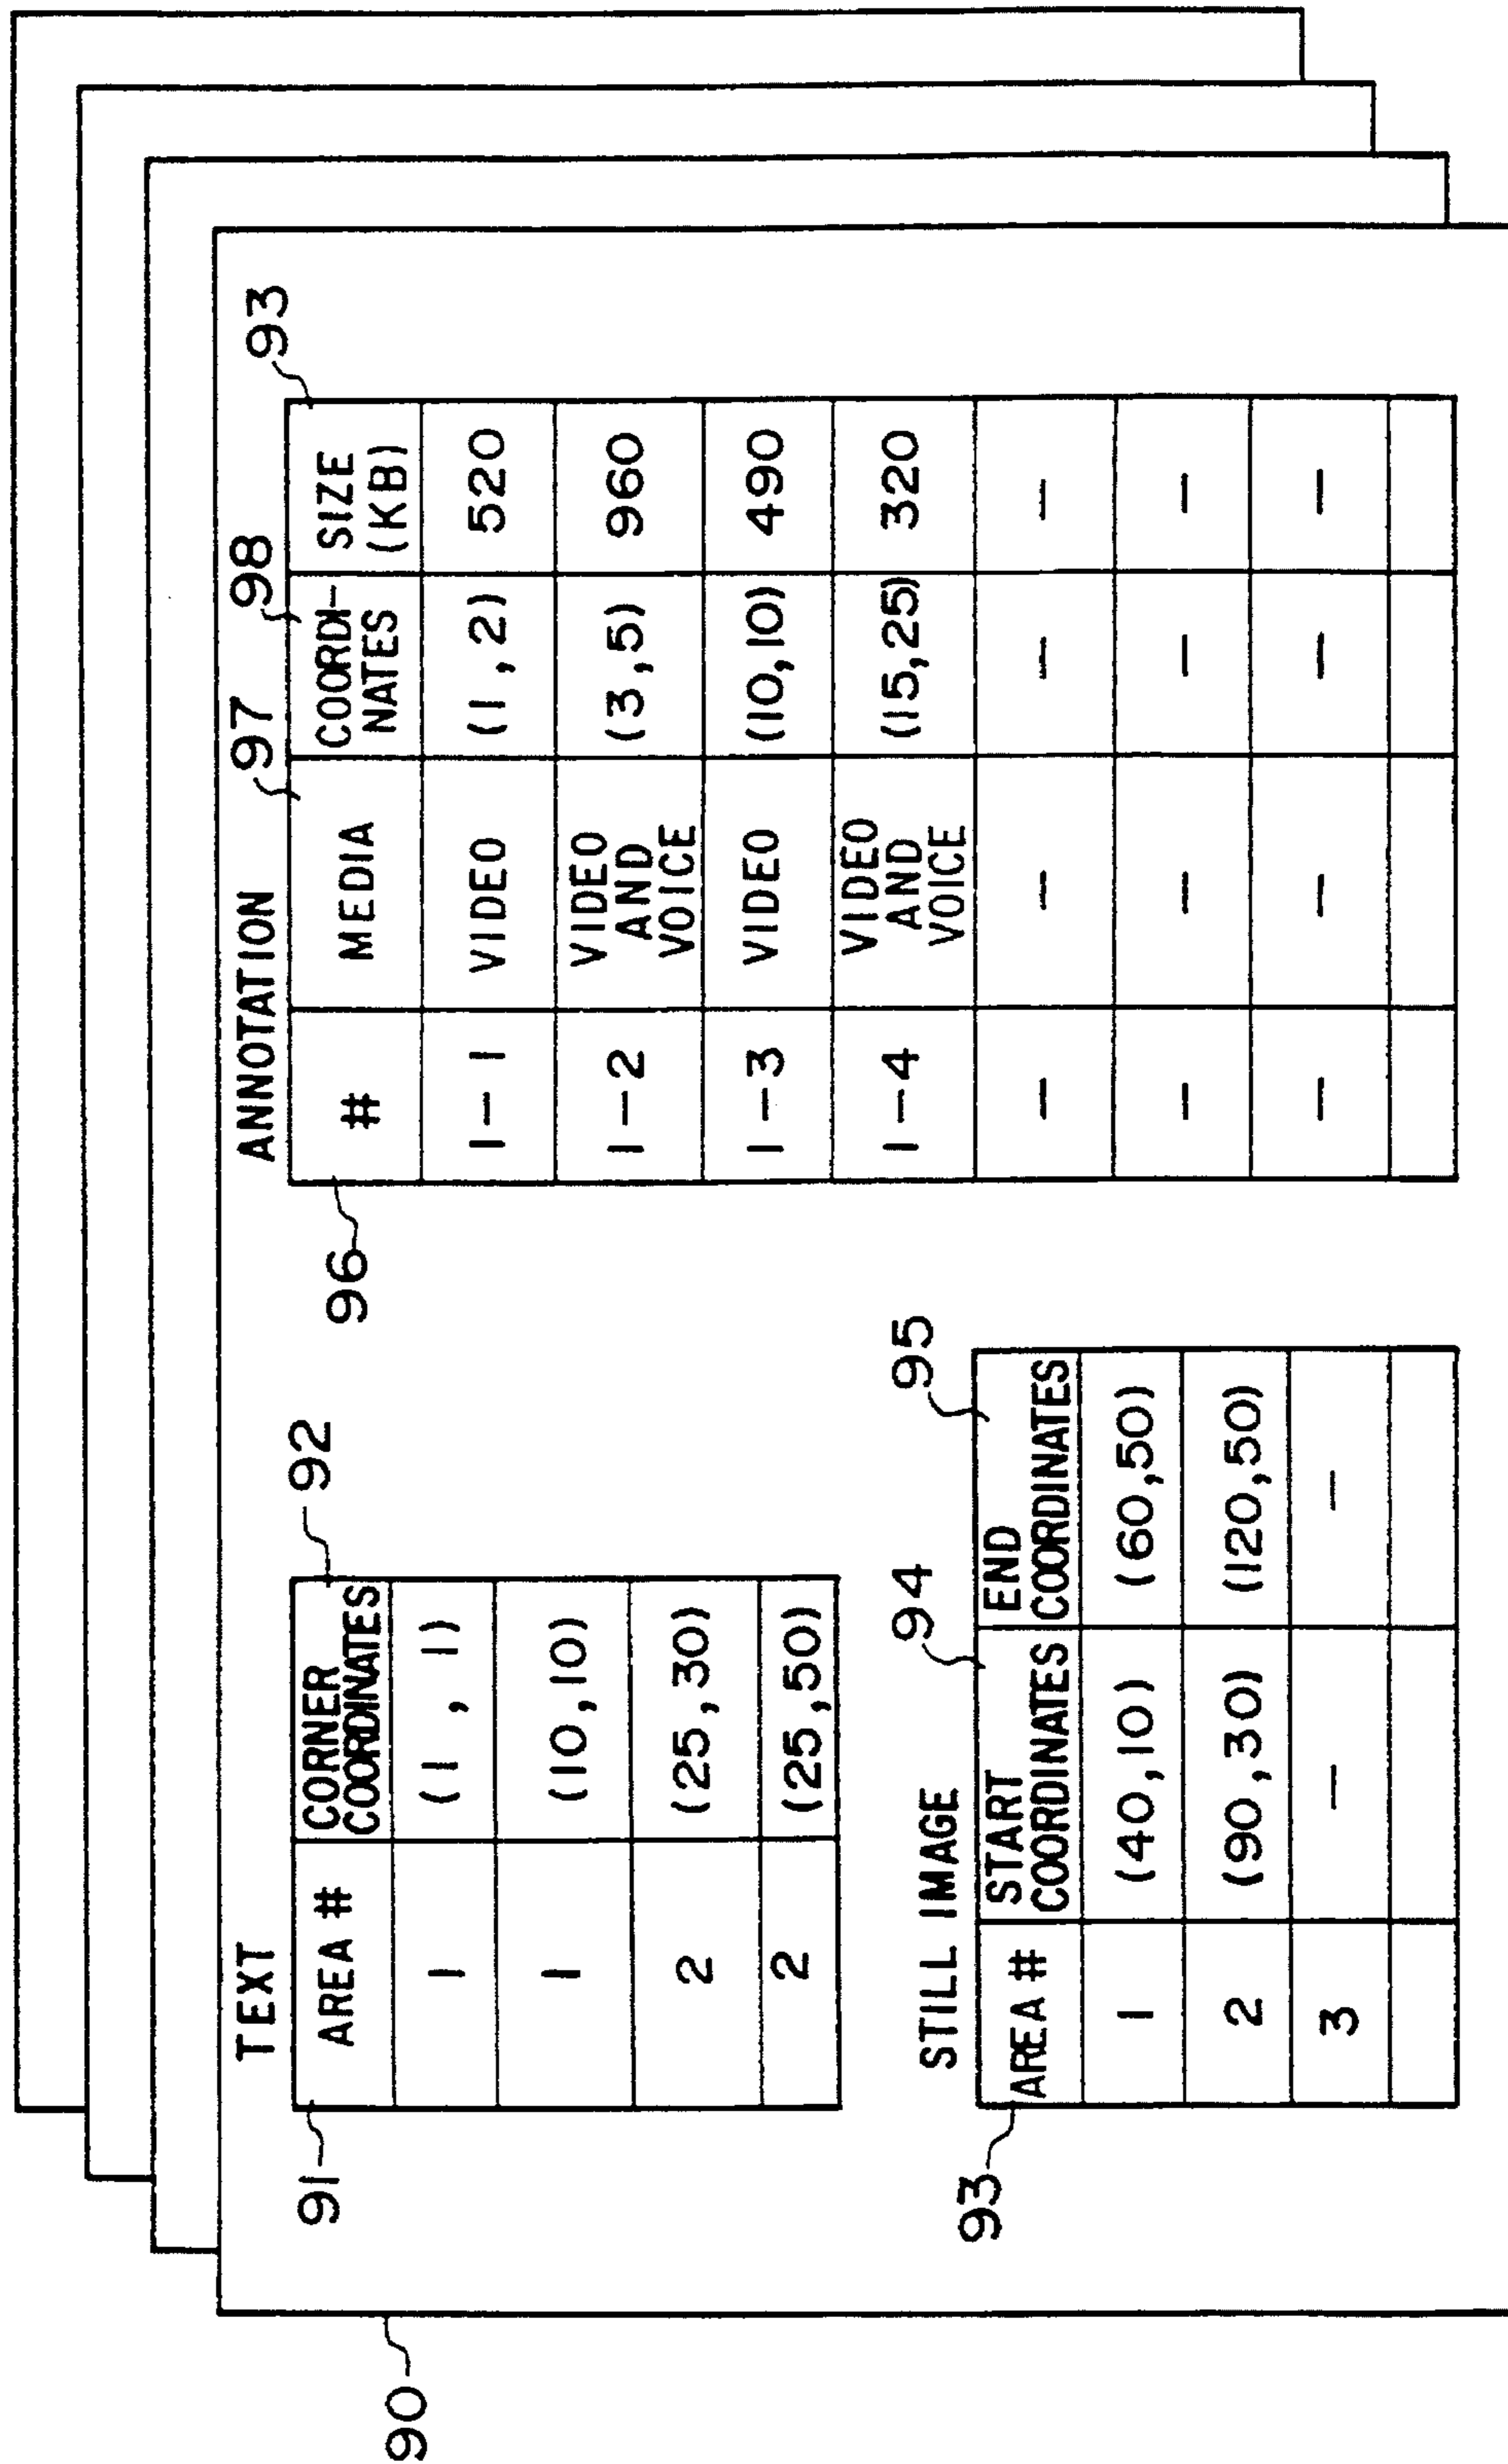 90
TEXT
91
92
AREA # CORNER COORDINATES
1 (1 , 1)
1 (10,10)
2 (25,30)
2 (25,50)
STILL IMAGE
93
94
95
AREA # START COORDINATES END COORDINATES
1 (40,10) (60,50)
2 (90,30) (120,50)
3 — —
ANNOTATION
96
97
98
93
# MEDIA COORDI-NATES SIZE (KB)
1-1 VIDEO (1,2) 520
1-2 VIDEO AND VOICE (3,5) 960
1-3 VIDEO (10,10) 490
1-4 VIDEO AND VOICE (15,25) 320
— — — —
— — — —
— — — —